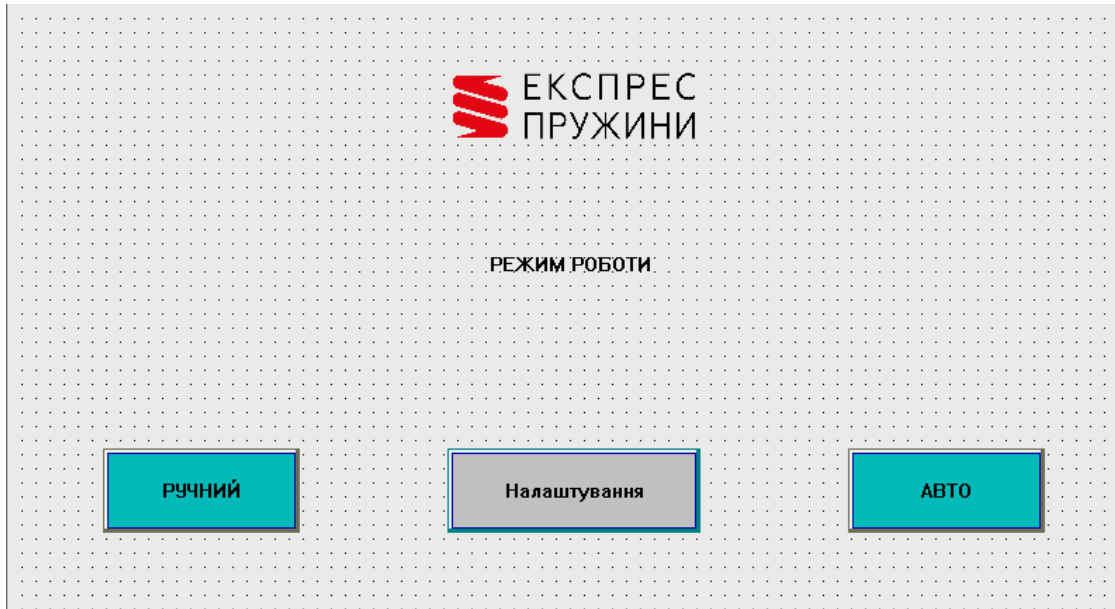 ЕКСПРЕС
ПРУЖИНИ
РЕЖИМ РОБОТИ
РУЧНИЙ
Налаштування
АВТО